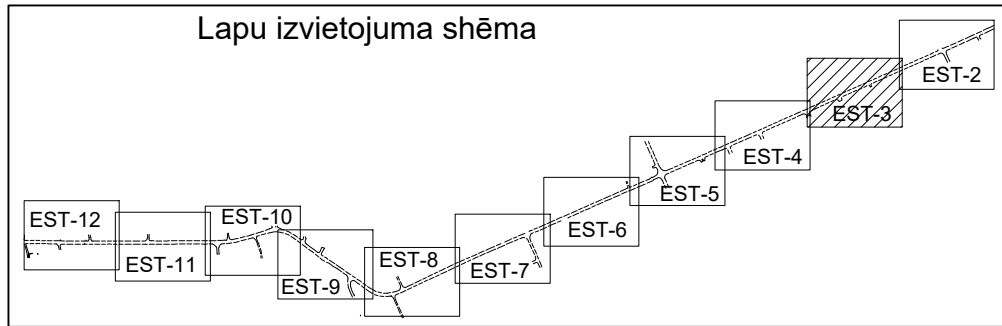 Lapu izvietojuma shēma
EST-2
EST-3
EST-4
EST-5
EST-6
EST-7
EST-8
EST-9
EST-10
EST-11
EST-12